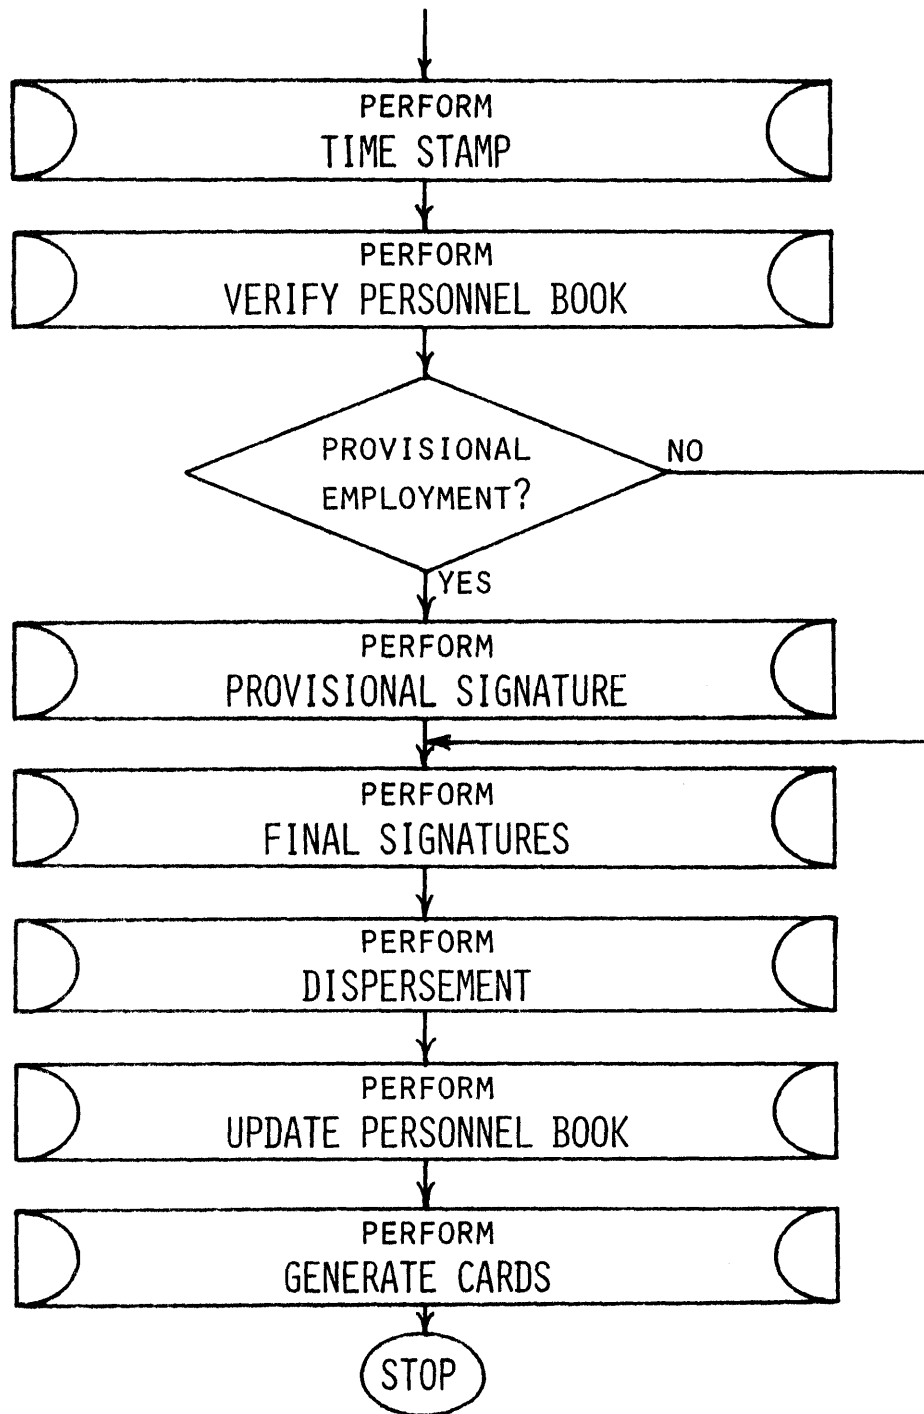 PERFORM
TIME STAMP
PERFORM
VERIFY PERSONNEL BOOK
PROVISIONAL
EMPLOYMENT?
NO
YES
PERFORM
PROVISIONAL SIGNATURE
PERFORM
FINAL SIGNATURES
PERFORM
DISPERSEMENT
PERFORM
UPDATE PERSONNEL BOOK
PERFORM
GENERATE CARDS
STOP